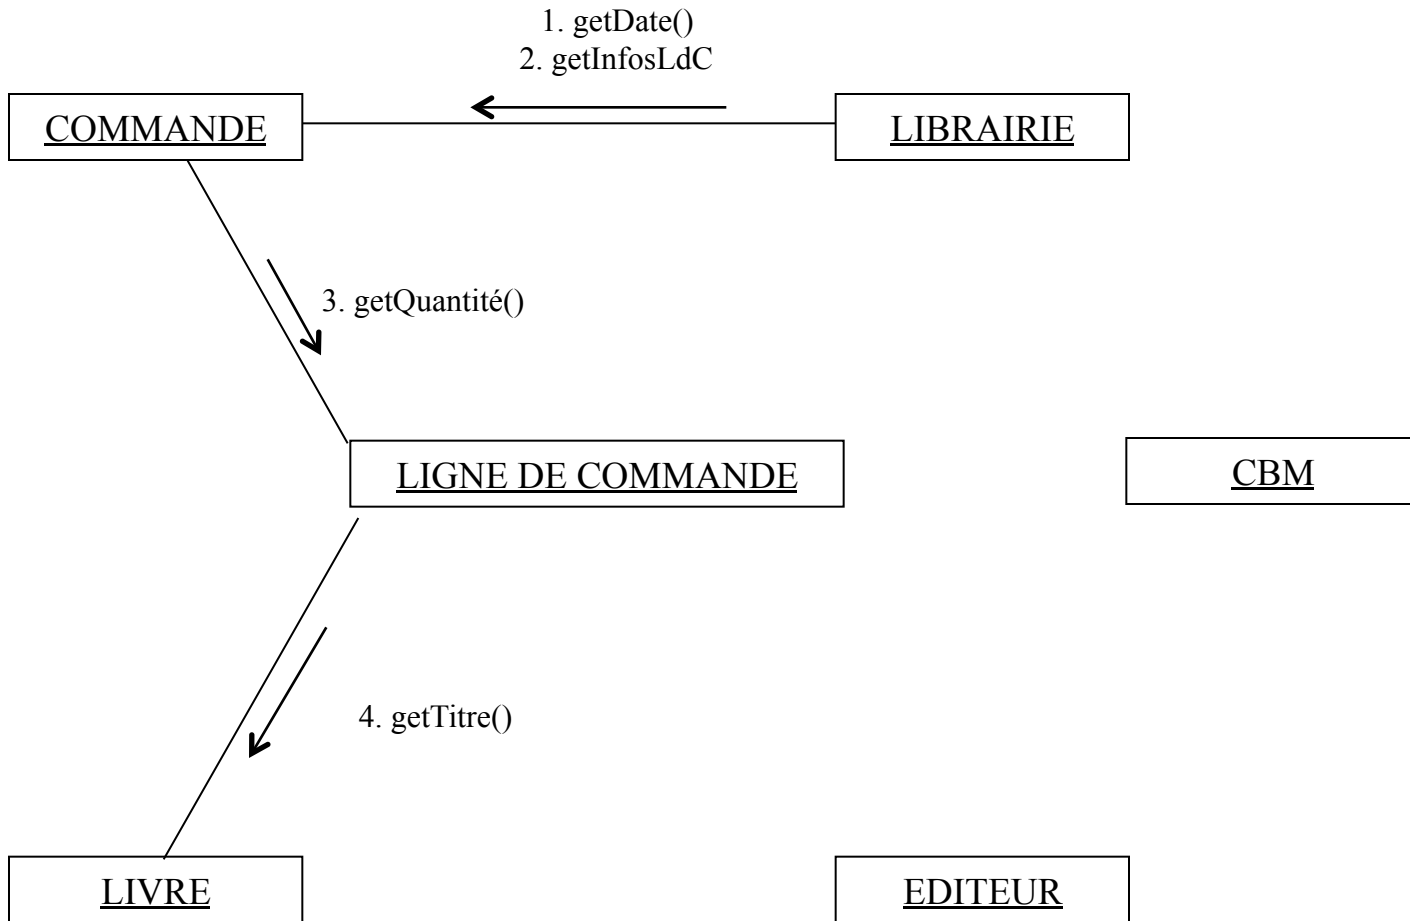 1. getDate()
2. getInfosLdC
COMMANDE
LIBRAIRIE
3. getQuantité()
LIGNE DE COMMANDE
CBM
4. getTitre()
LIVRE
EDITEUR